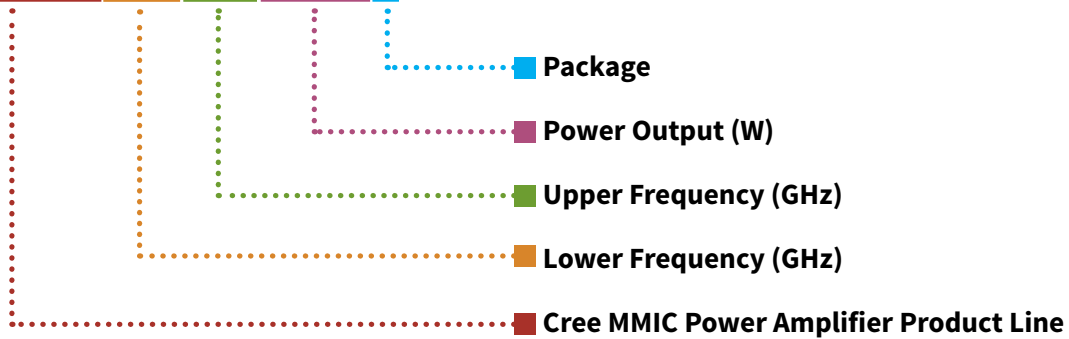 Package
Power Output (W)
Upper Frequency (GHz)
Lower Frequency (GHz)
Cree MMIC Power Amplifier Product Line